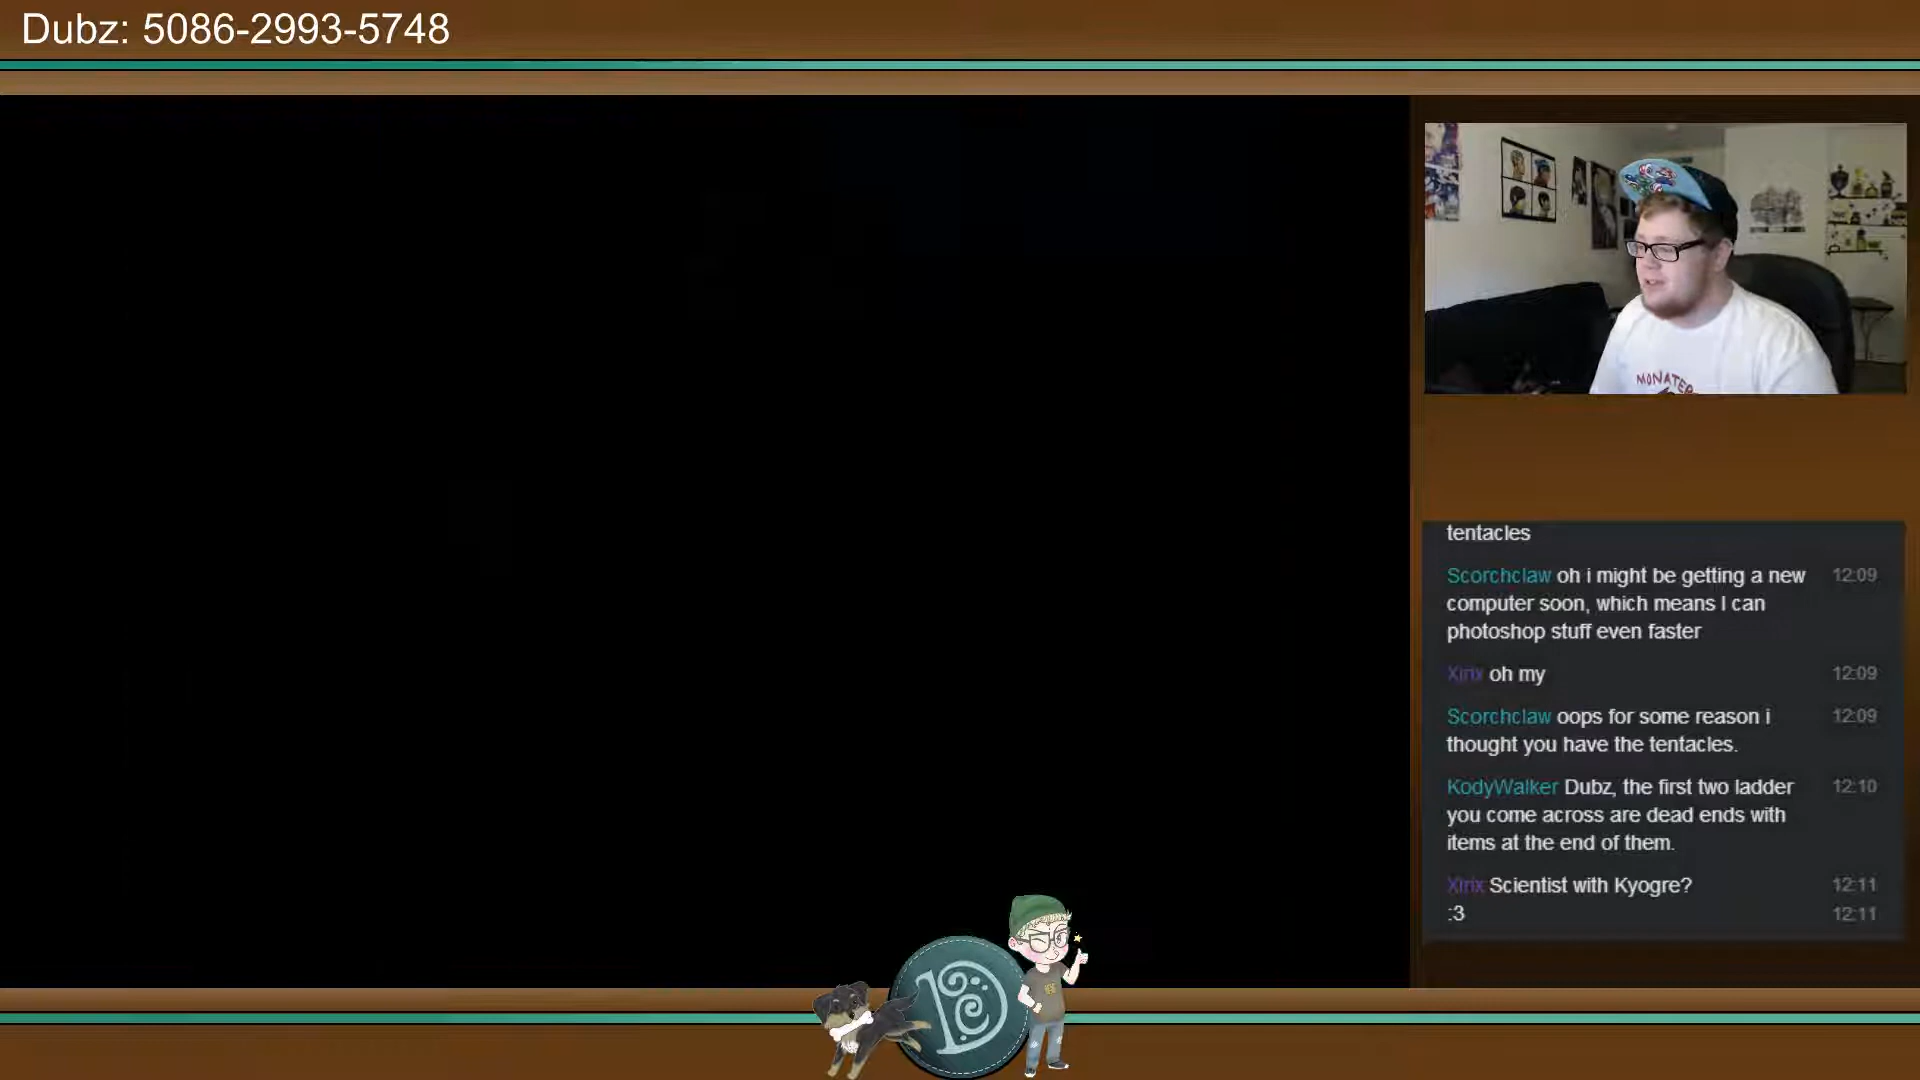 Dubz: 5086-2993-5748
MONATER
tentacles
Scorchclaw oh i might be getting a new 12:09
computer soon, which means I can
photoshop stuff even faster
Xirix oh my 12:09
Scorchclaw oops for some reason i 12:09
thought you have the tentacles.
KodyWalker Dubz, the first two ladder 12:10
you come across are dead ends with
items at the end of them.
Xirix Scientist with Kyogre? 12:11
:3 12:11
D